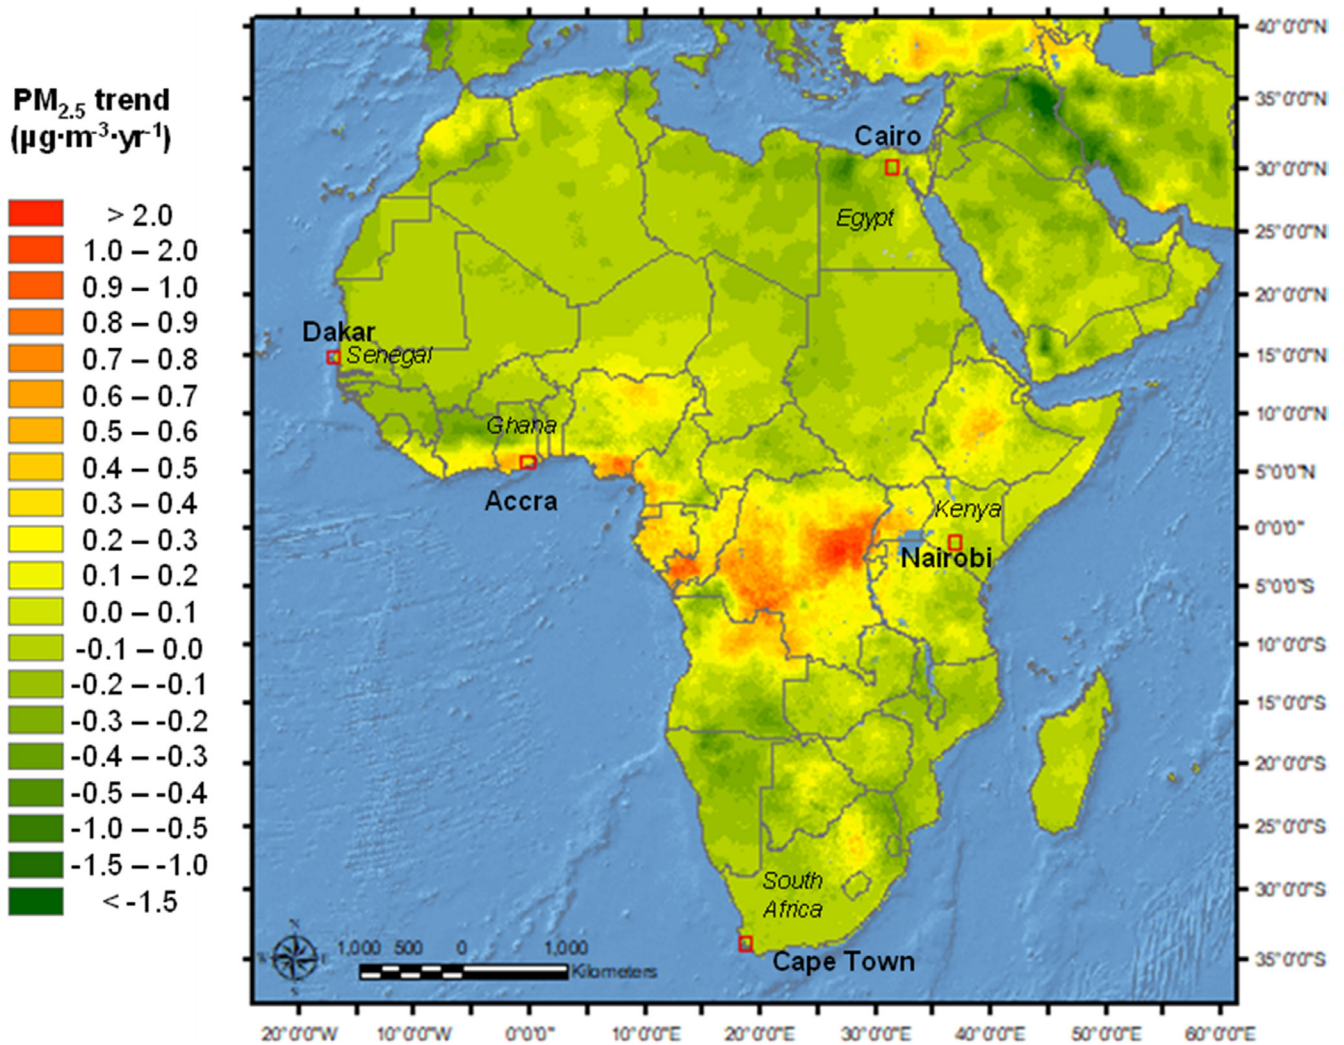 PM2.5 trend
(µg·m-3·yr-1)
> 2.0
1.0 – 2.0
0.9 – 1.0
0.8 – 0.9
0.7 – 0.8
0.6 – 0.7
0.5 – 0.6
0.4 – 0.5
0.3 – 0.4
0.2 – 0.3
0.1 – 0.2
0.0 – 0.1
-0.1 – 0.0
-0.2 – -0.1
-0.3 – -0.2
-0.4 – -0.3
-0.5 – -0.4
-1.0 – -0.5
-1.5 – -1.0
< -1.5
Cairo
Egypt
Dakar
Senegal
Ghana
Accra
Kenya
Nairobi
South
Africa
Cape Town
N
W
E
S
1,000 500 0 1,000
Kilometers
40°0'0"N
35°0'0"N
30°0'0"N
25°0'0"N
20°0'0"N
15°0'0"N
10°0'0"N
5°0'0"N
0°0'0"
5°0'0"S
10°0'0"S
15°0'0"S
20°0'0"S
25°0'0"S
30°0'0"S
35°0'0"S
20°0'0"W 10°0'0"W 0°0'0" 10°0'0"E 20°0'0"E 30°0'0"E 40°0'0"E 50°0'0"E 60°0'0"E